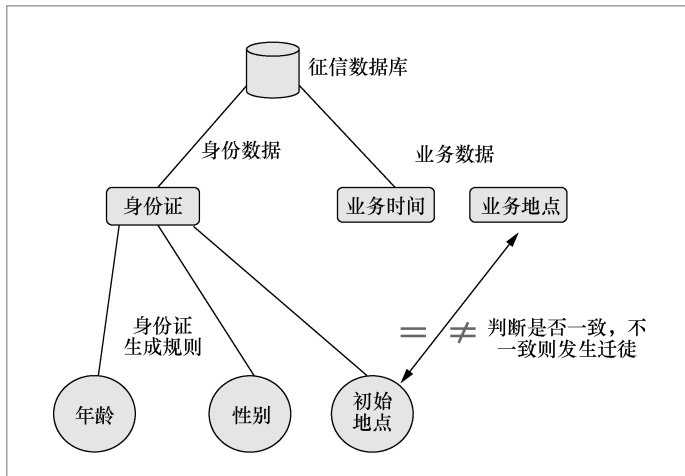 征信数据库
身份数据
业务数据
身份证
业务时间
业务地点
身份证
生成规则
= ≠
判断是否一致，不
一致则发生迁徙
年龄
性别
初始
地点